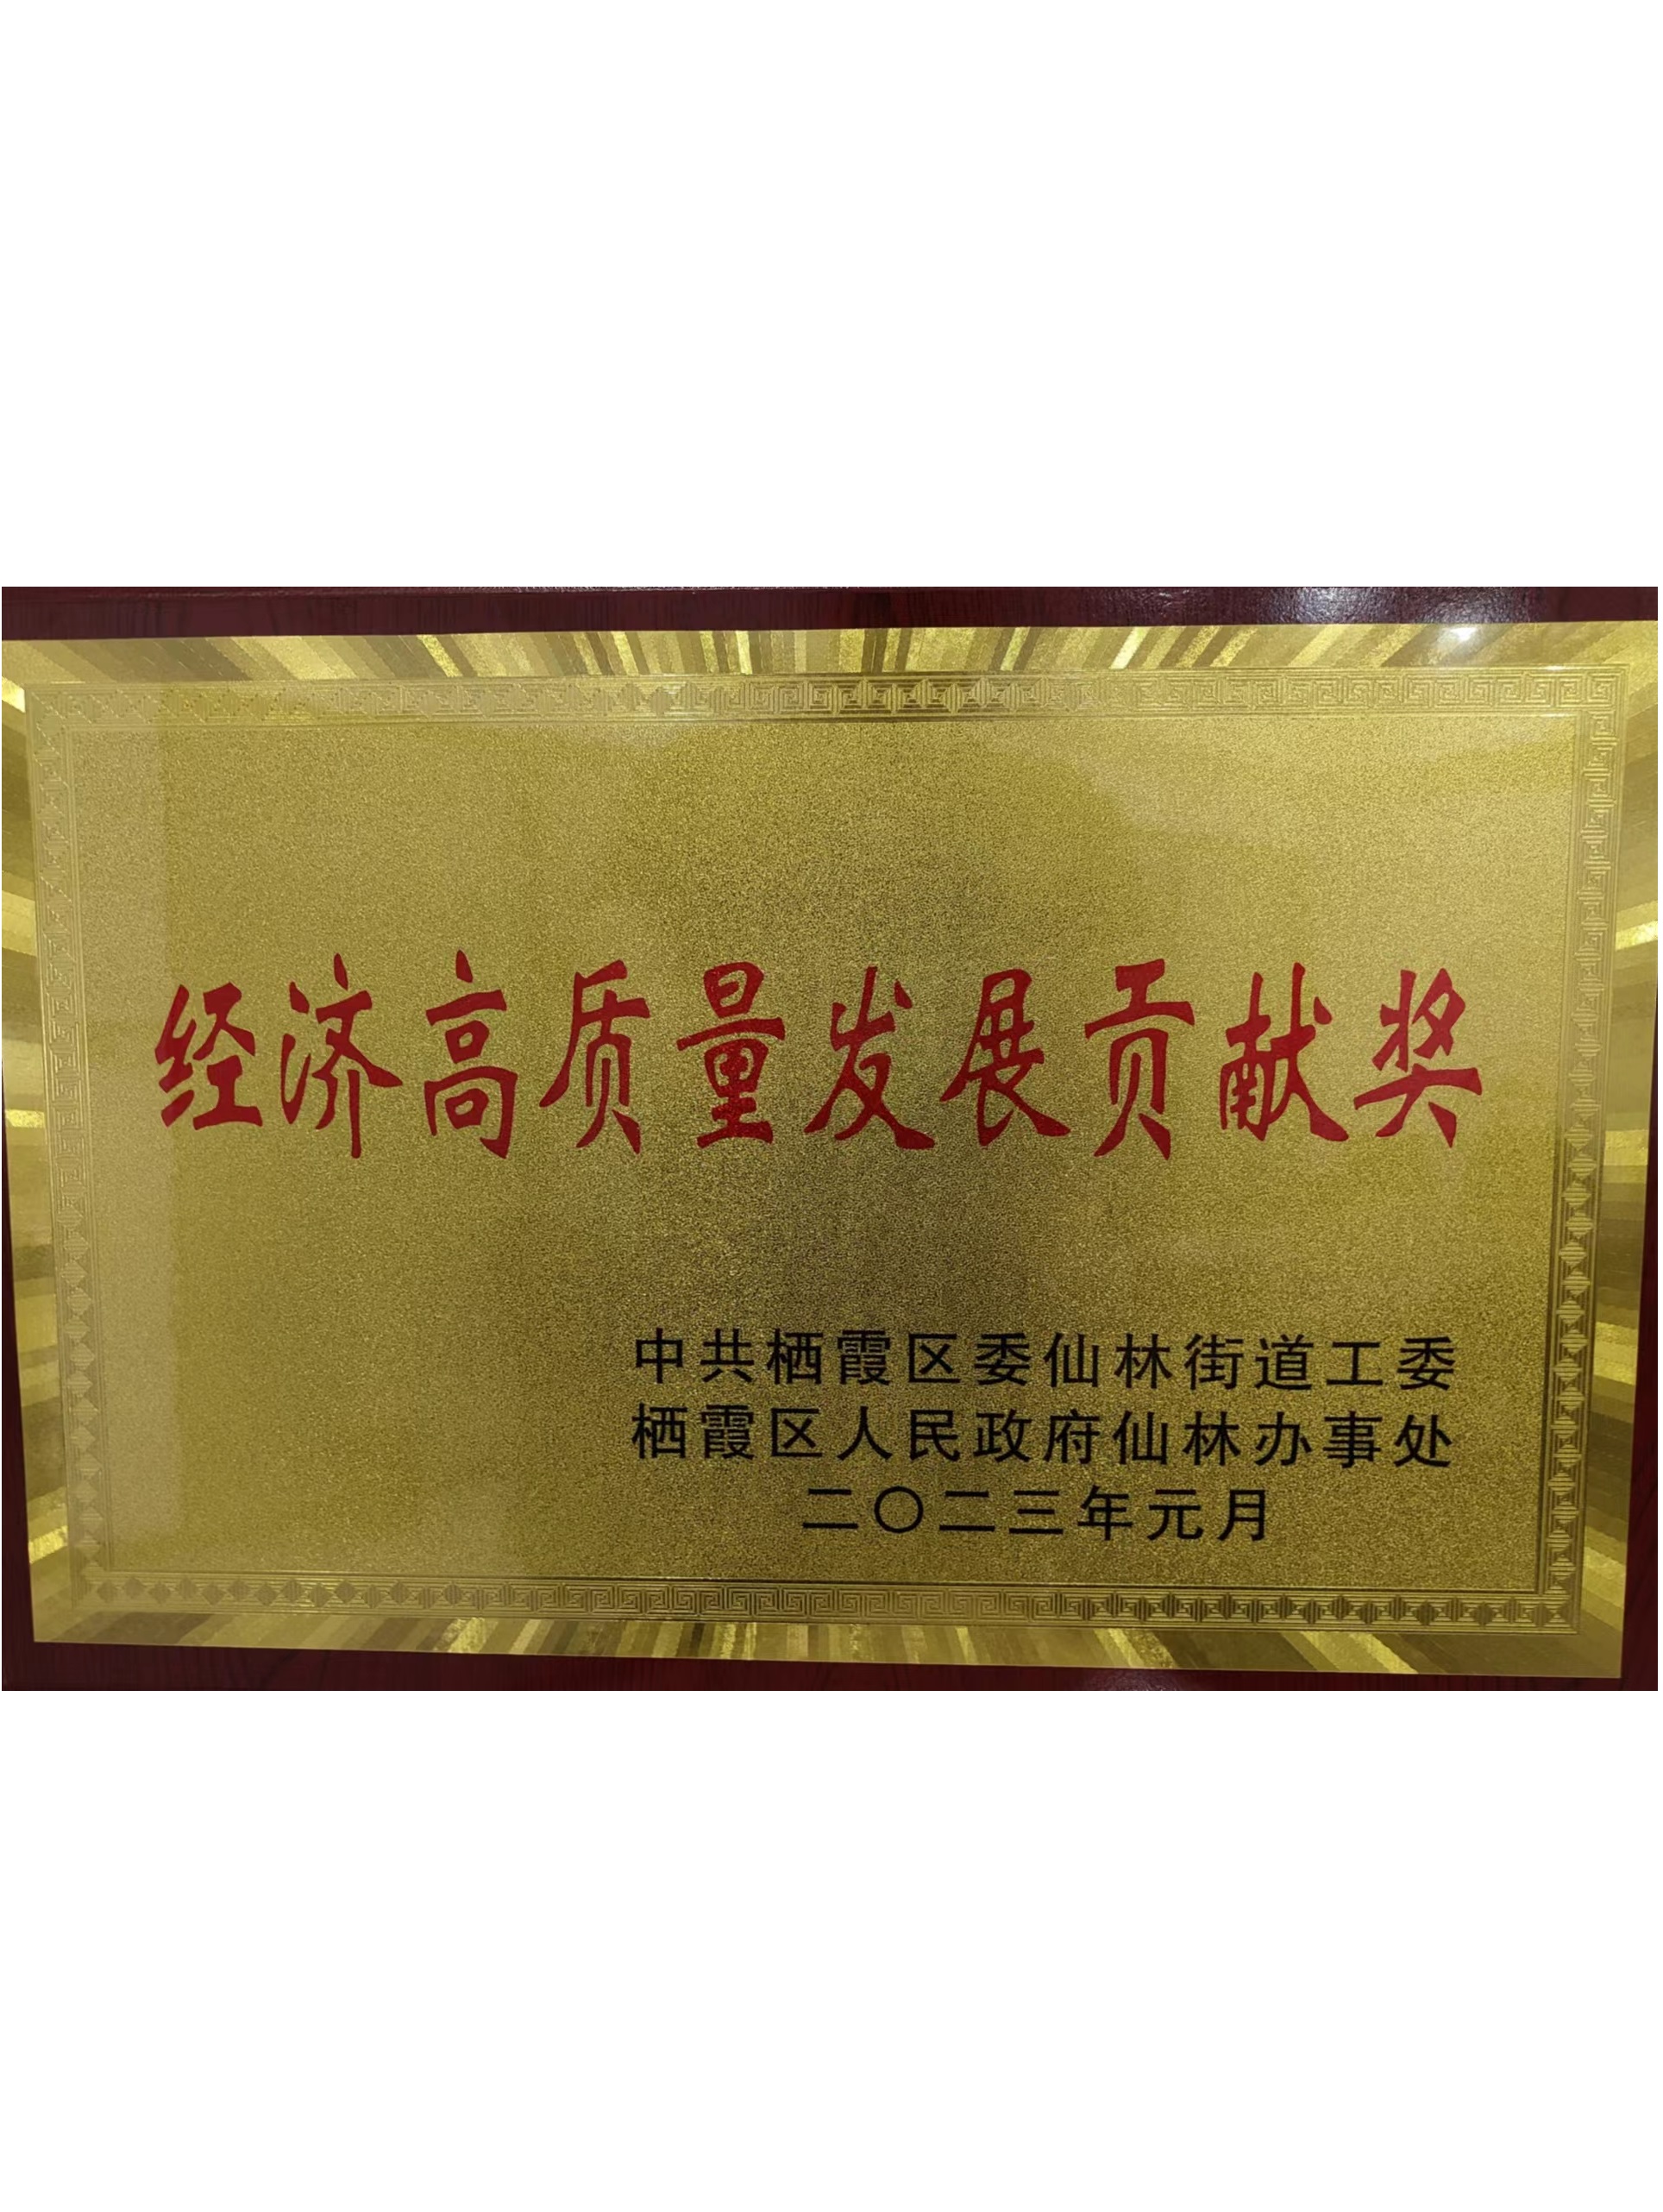 经济高质量发展贡献奖
中共栖霞区委仙林街道工委
栖霞区人民政府仙林办事处
二〇二三年元月